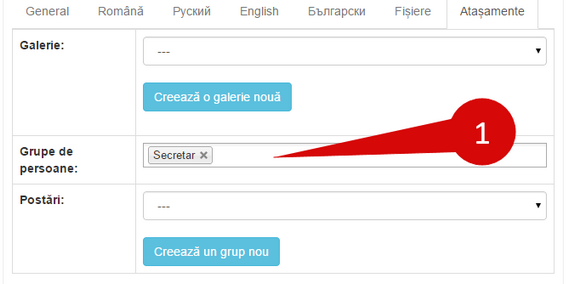 General Română Руский English Български Fișiere Atașamente
Galerie: ---
Creează o galerie nouă
Grupe de
persoane:
Secretar ×
1
Postări: ---
Creează un grup nou